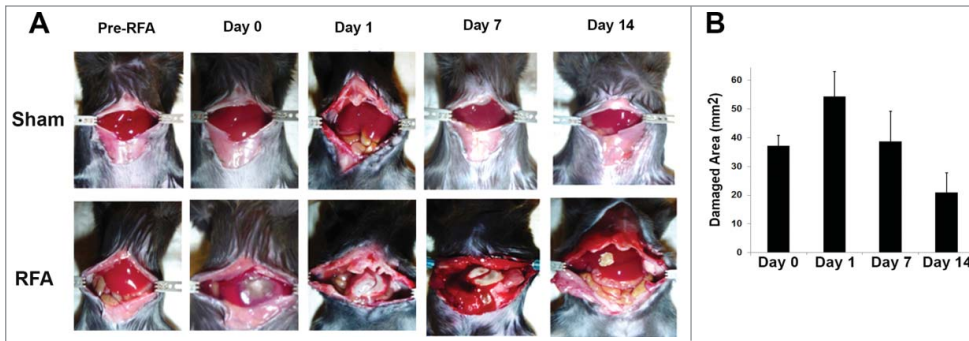 A
Pre-RFA Day 0 Day 1 Day 7 Day 14
Sham
RFA
B
Damaged Area (mm2)
60
50
40
30
20
10
0
Day 0 Day 1 Day 7 Day 14